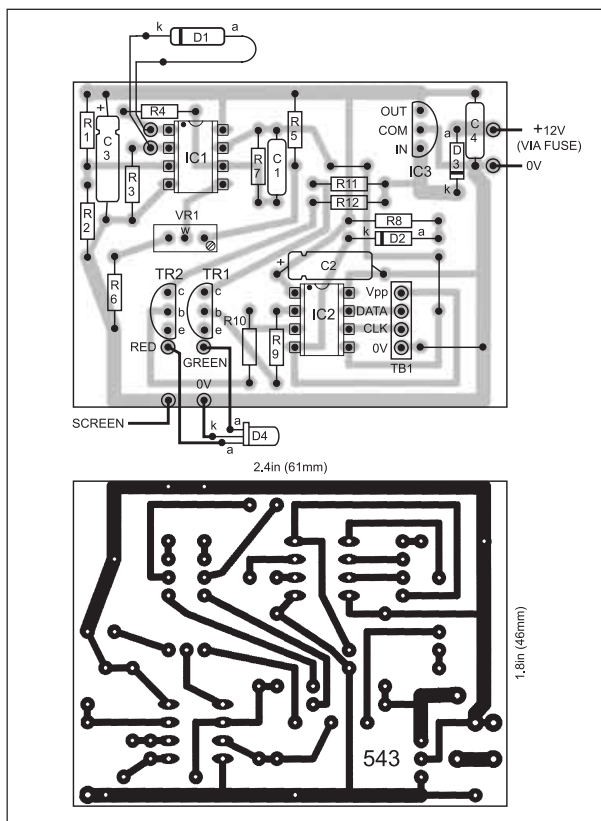 k D1 a
R1 + C3 R4 IC1 R7 C1 R5 OUT COM IN IC3 a D3 k C4 +12V (VIA FUSE)
0V
R2 R3 R11
R12
VR1 w R8
k D2 a
+ C2
R6 TR2 TR1
c c Vpp
b b R10 R9 IC2 DATA
e e CLK
RED GREEN 0V
TB1
0V
SCREEN a
k D4
a
2.4in (61mm)
1.8in (46mm)
543